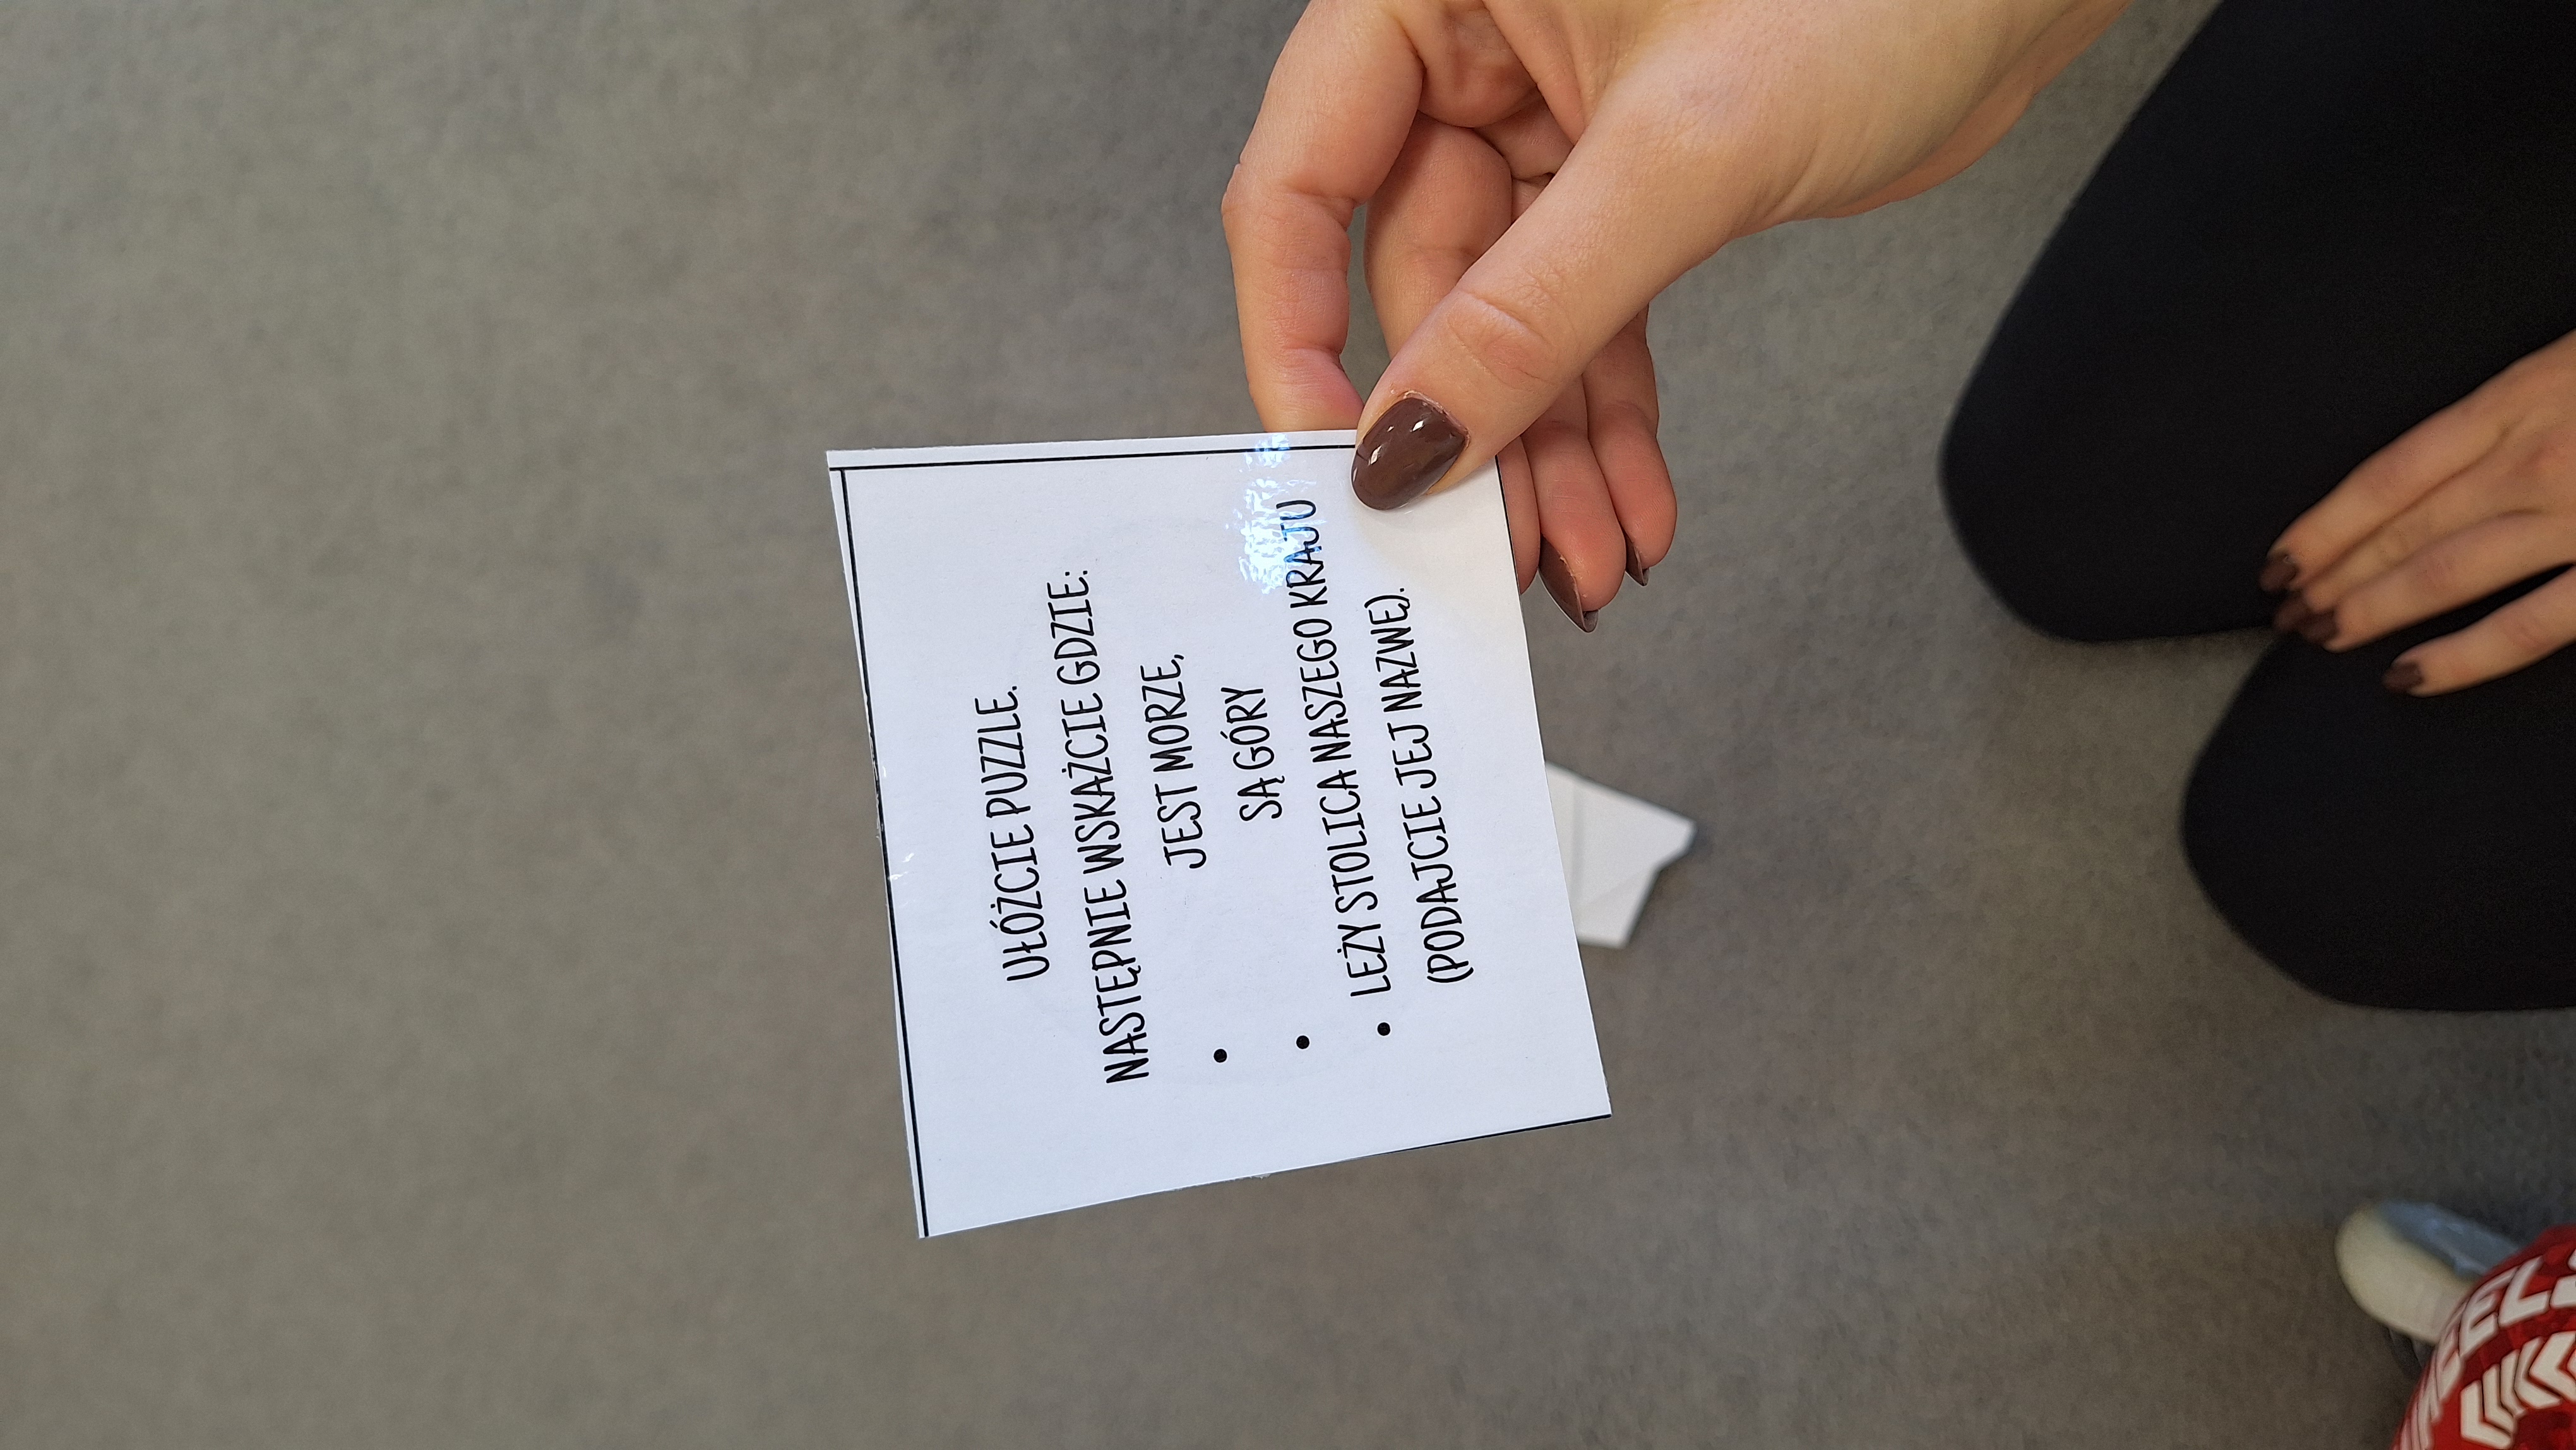 UŁÓŻCIE PUZZLE.
NASTĘPNIE WSKAŻCIE GDZIE:
• JEST MORZE,
• SĄ GÓRY
• LEŻY STOLICA NASZEGO KRAJU
(PODAJCIE JEJ NAZWĘ).